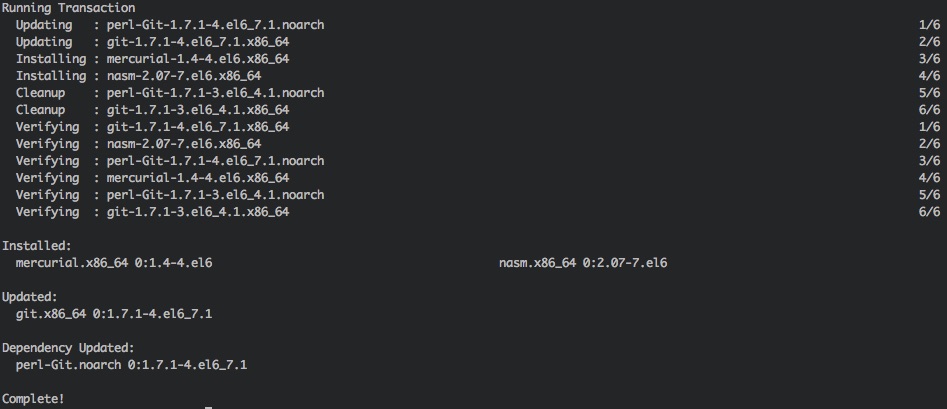 Running Transaction
  Updating   : perl-Git-1.7.1-4.el6_7.1.noarch                                        1/6
  Updating   : git-1.7.1-4.el6_7.1.x86_64                                             2/6
  Installing : mercurial-1.4-4.el6.x86_64                                             3/6
  Installing : nasm-2.07-7.el6.x86_64                                                 4/6
  Cleanup    : perl-Git-1.7.1-3.el6_4.1.noarch                                        5/6
  Cleanup    : git-1.7.1-3.el6_4.1.x86_64                                             6/6
  Verifying  : git-1.7.1-4.el6_7.1.x86_64                                             1/6
  Verifying  : nasm-2.07-7.el6.x86_64                                                 2/6
  Verifying  : perl-Git-1.7.1-4.el6_7.1.noarch                                        3/6
  Verifying  : mercurial-1.4-4.el6.x86_64                                             4/6
  Verifying  : perl-Git-1.7.1-3.el6_4.1.noarch                                        5/6
  Verifying  : git-1.7.1-3.el6_4.1.x86_64                                             6/6

Installed:
  mercurial.x86_64 0:1.4-4.el6                                nasm.x86_64 0:2.07-7.el6

Updated:
  git.x86_64 0:1.7.1-4.el6_7.1

Dependency Updated:
  perl-Git.noarch 0:1.7.1-4.el6_7.1

Complete!